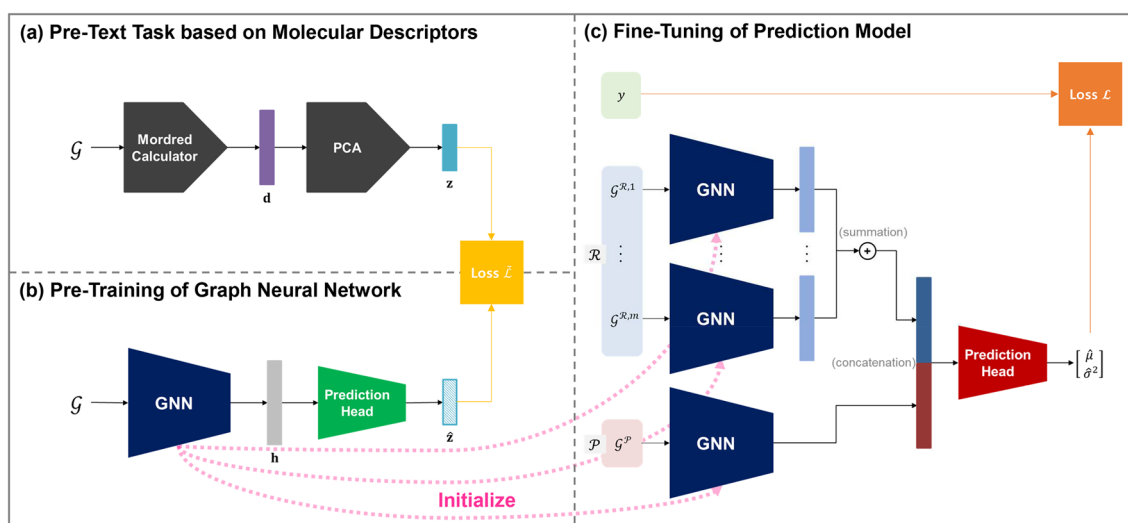 (a) Pre-Text Task based on Molecular Descriptors
𝒢
Mordred
Calculator
d
PCA
z
Loss ℒ̃
(b) Pre-Training of Graph Neural Network
𝒢
GNN
h
Prediction
Head
ẑ
Initialize
(c) Fine-Tuning of Prediction Model
y
Loss ℒ
ℛ
𝒢^ℛ,1
⋮
𝒢^ℛ,m
GNN
⋮
GNN
⋮
(summation)
+
(concatenation)
𝒫
𝒢^𝒫
GNN
Prediction
Head
[μ̂
σ̂²]